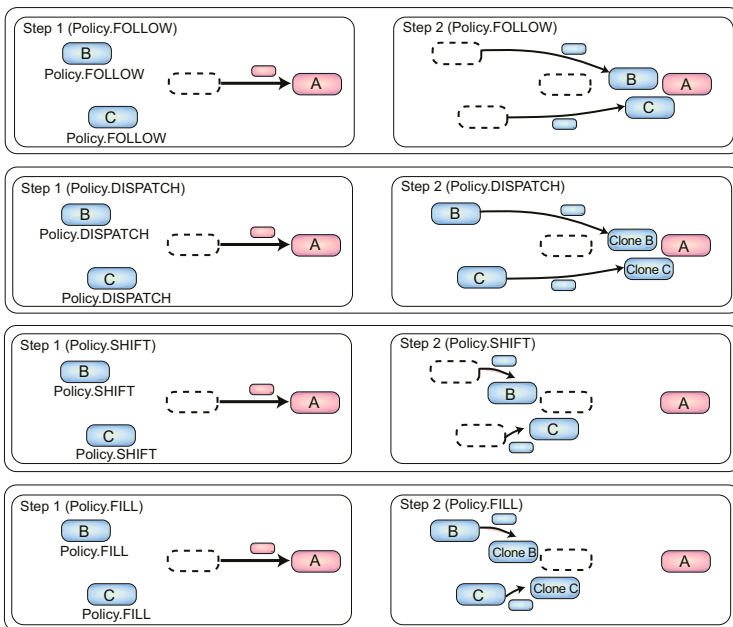 Step 1 (Policy.FOLLOW)
B
Policy.FOLLOW
A
C
Policy.FOLLOW
Step 2 (Policy.FOLLOW)
B
A
C
Step 1 (Policy.DISPATCH)
B
Policy.DISPATCH
A
C
Policy.DISPATCH
Step 2 (Policy.DISPATCH)
B
Clone B
A
C
Clone C
Step 1 (Policy.SHIFT)
B
Policy.SHIFT
A
C
Policy.SHIFT
Step 2 (Policy.SHIFT)
B
A
C
Step 1 (Policy.FILL)
B
Policy.FILL
A
C
Policy.FILL
Step 2 (Policy.FILL)
B
Clone B
A
C
Clone C